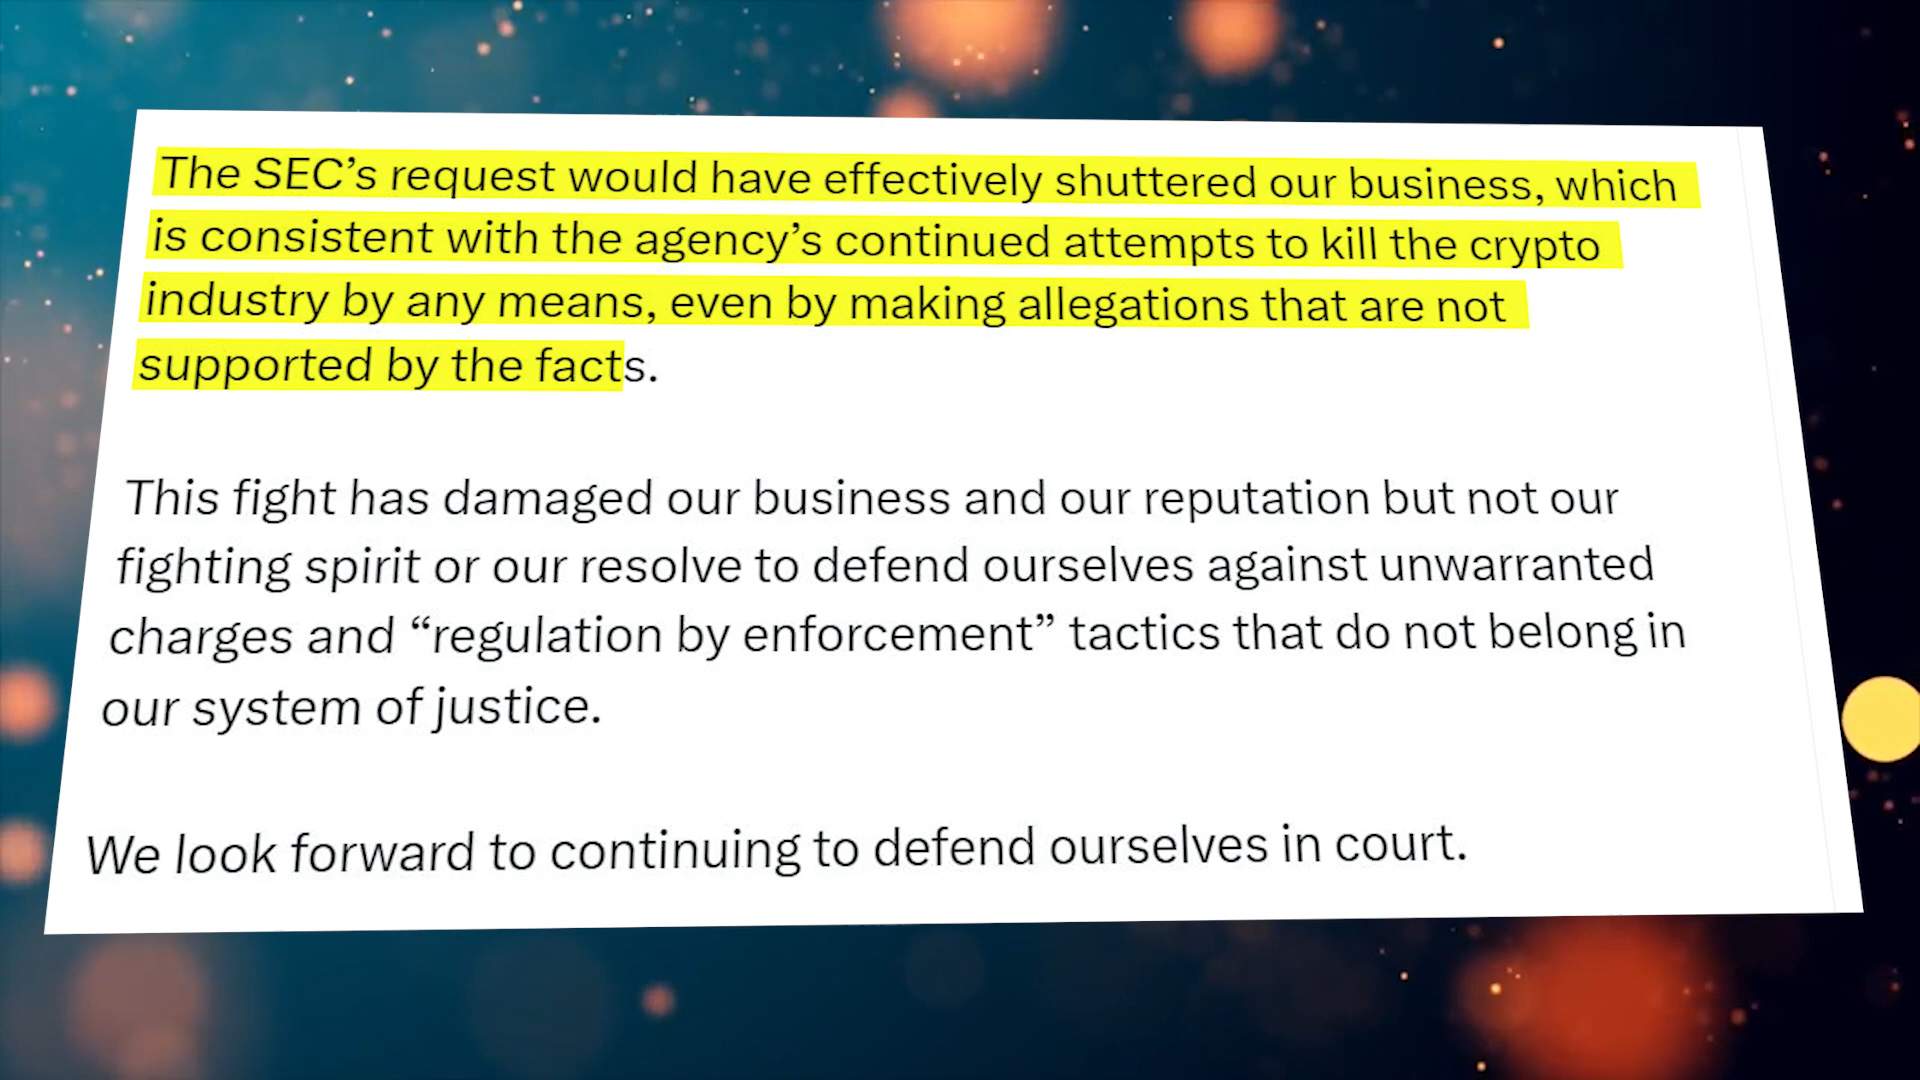 The SEC’s request would have effectively shuttered our business, which
is consistent with the agency’s continued attempts to kill the crypto
industry by any means, even by making allegations that are not
supported by the facts.
This fight has damaged our business and our reputation but not our
fighting spirit or our resolve to defend ourselves against unwarranted
charges and “regulation by enforcement” tactics that do not belong in
our system of justice.
We look forward to continuing to defend ourselves in court.